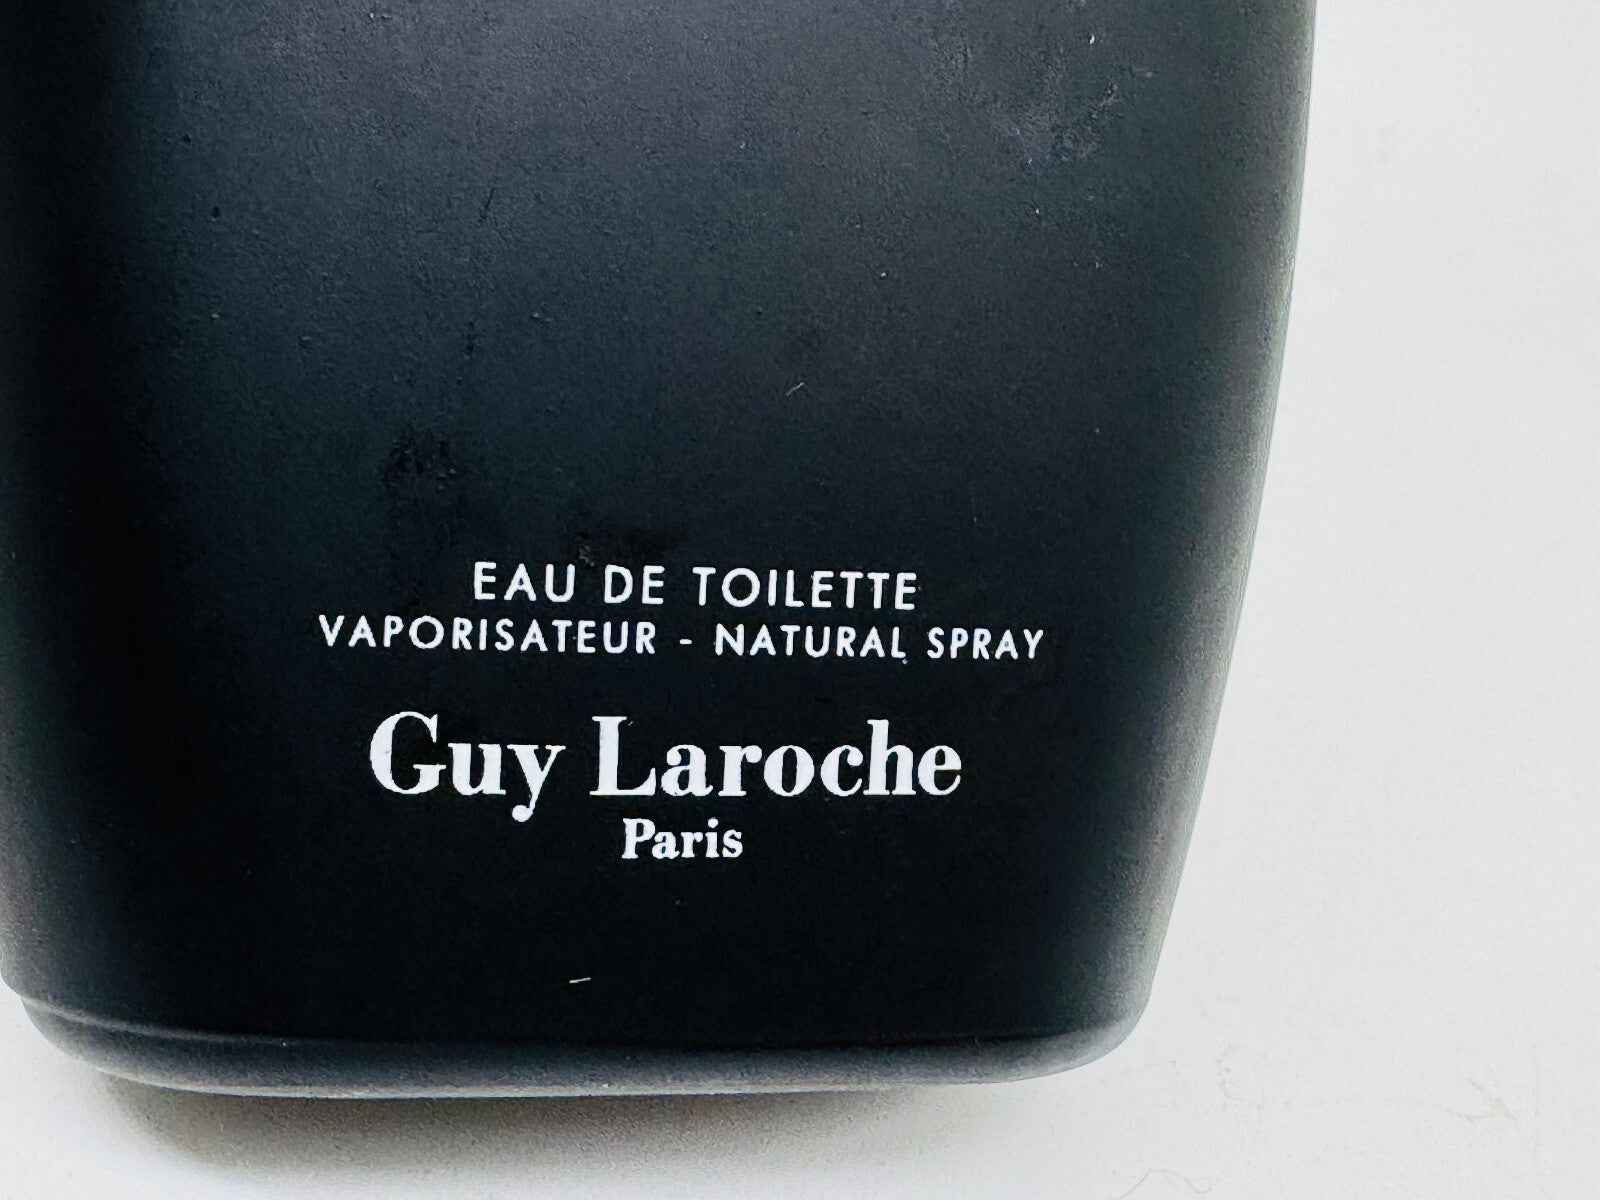 EAU DE TOILETTE
VAPORISATEUR - NATURAL SPRAY
Guy Laroche
Paris